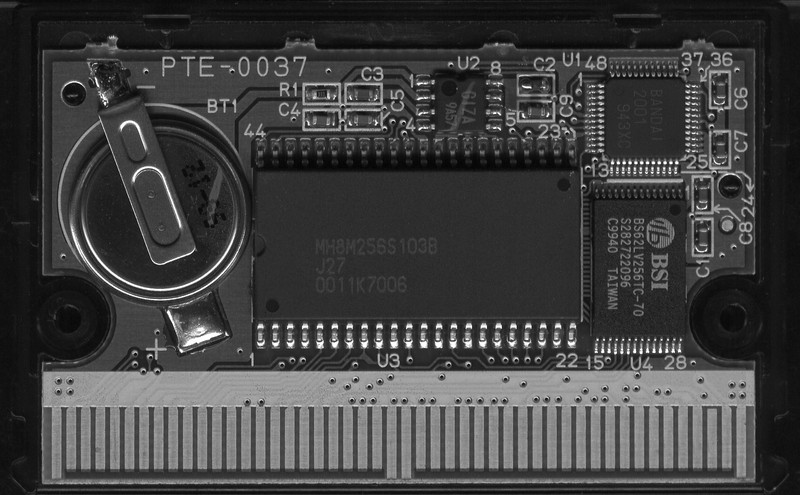 PTE-0037
BT1
R1
C3
C4
C5
U2
1
8
4
5
C2
C9
U1
48
37
36
1
13
25
24
C6
C7
C8
C1
44
23
BANDAI
2001
MH8M256S103B
J27
0011K7006
BSI
BS62LV256TC-70
S282722096
C9940 TAIWAN
+
1
U3
22
15
U4
28